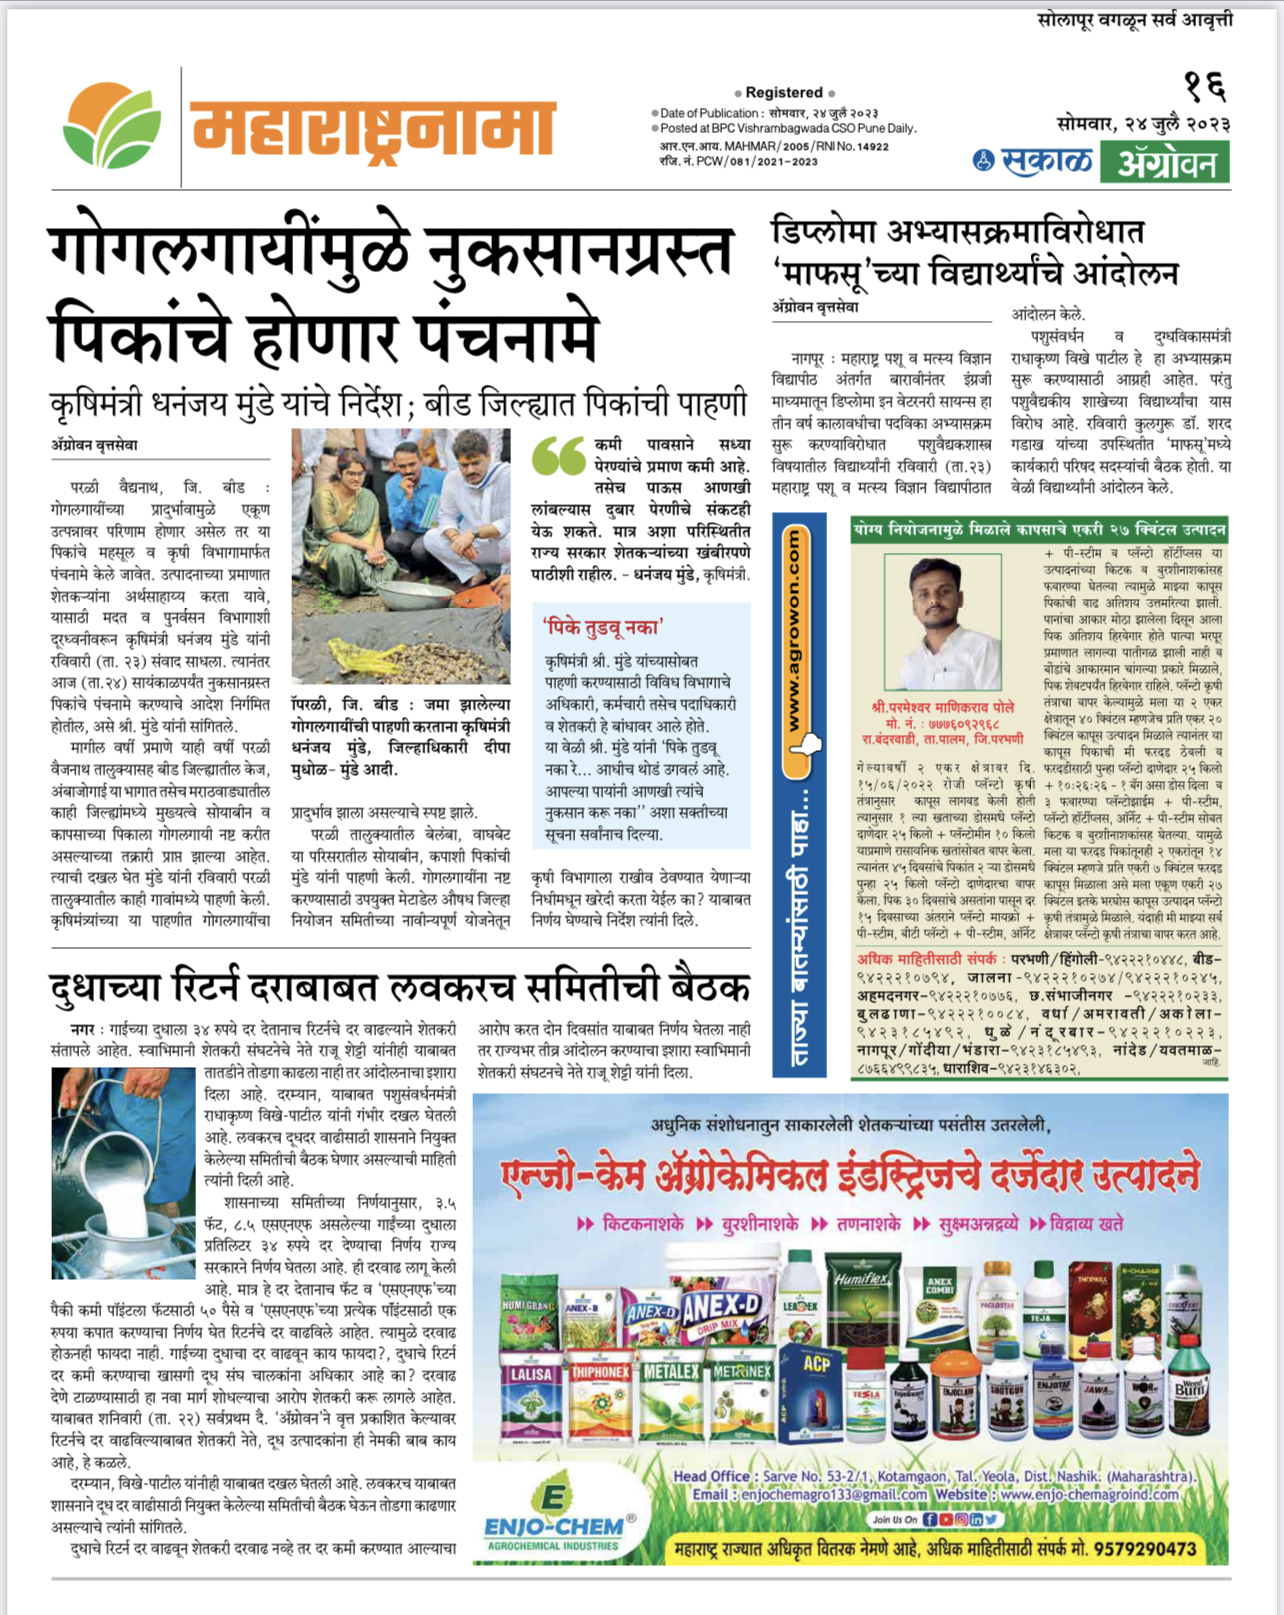 सोलापूर वगळून सर्व आवृत्ती
१६
महाराष्ट्रनामा
● Registered ●
● Date of Publication : सोमवार, २४ जुलै २०२३
● Posted at BPC Vishrambagwada CSO Pune Daily.
आर.एन.आय. MAHMAR/2005/RNI No. 14922
रजि. नं. PCW/081/2021-2023
सोमवार, २४ जुलै २०२३
सकाळ ॲग्रोवन
गोगलगायींमुळे नुकसानग्रस्त
पिकांचे होणार पंचनामे
कृषिमंत्री धनंजय मुंडे यांचे निर्देश; बीड जिल्ह्यात पिकांची पाहणी
ॲग्रोवन वृत्तसेवा
परळी वैद्यनाथ, जि. बीड :
गोगलगायींच्या प्रादुर्भावामुळे एकूण
उत्पन्नावर परिणाम होणार असेल तर या
पिकांचे महसूल व कृषी विभागामार्फत
पंचनामे केले जावेत. उत्पादनाच्या प्रमाणात
शेतकऱ्यांना अर्थसाहाय्य करता यावे,
यासाठी मदत व पुनर्वसन विभागाशी
दूरध्वनीवरून कृषिमंत्री धनंजय मुंडे यांनी
रविवारी (ता. २३) संवाद साधला. त्यानंतर
आज (ता.२४) सायंकाळपर्यंत नुकसानग्रस्त
पिकांचे पंचनामे करण्याचे आदेश निर्गमित
होतील, असे श्री. मुंडे यांनी सांगितले.
मागील वर्षी प्रमाणे याही वर्षी परळी
वैजनाथ तालुक्यासह बीड जिल्ह्यातील केज,
अंबाजोगाई या भागात तसेच मराठवाड्यातील
काही जिल्ह्यांमध्ये मुख्यत्वे सोयाबीन व
कापसाच्या पिकाला गोगलगायी नष्ट करीत
असल्याच्या तक्रारी प्राप्त झाल्या आहेत.
त्याची दखल घेत मुंडे यांनी रविवारी परळी
तालुक्यातील काही गावांमध्ये पाहणी केली.
कृषिमंत्र्यांच्या या पाहणीत गोगलगायींचा
ॉपरळी, जि. बीड : जमा झालेल्या
गोगलगायींची पाहणी करताना कृषिमंत्री
धनंजय मुंडे, जिल्हाधिकारी दीपा
मुधोळ- मुंडे आदी.
प्रादुर्भाव झाला असल्याचे स्पष्ट झाले.
परळी तालुक्यातील बेलंबा, वाघबेट
या परिसरातील सोयाबीन, कपाशी पिकांची
मुंडे यांनी पाहणी केली. गोगलगायींना नष्ट
करण्यासाठी उपयुक्त मेटाडेल औषध जिल्हा
नियोजन समितीच्या नावीन्यपूर्ण योजनेतून
कमी पावसाने सध्या
पेरण्यांचे प्रमाण कमी आहे.
तसेच पाऊस आणखी
लांबल्यास दुबार पेरणीचे संकटही
येऊ शकते. मात्र अशा परिस्थितीत
राज्य सरकार शेतकऱ्यांच्या खंबीरपणे
पाठीशी राहील. - धनंजय मुंडे, कृषिमंत्री.
'पिके तुडवू नका'
कृषिमंत्री श्री. मुंडे यांच्यासोबत
पाहणी करण्यासाठी विविध विभागाचे
अधिकारी, कर्मचारी तसेच पदाधिकारी
व शेतकरी हे बांधावर आले होते.
या वेळी श्री. मुंडे यांनी 'पिके तुडवू
नका रे... आधीच थोडं उगवलं आहे.
आपल्या पायांनी आणखी त्यांचे
नुकसान करू नका'' अशा सक्तीच्या
सूचना सर्वांनाच दिल्या.
कृषी विभागाला राखीव ठेवण्यात येणाऱ्या
निधीमधून खरेदी करता येईल का? याबाबत
निर्णय घेण्याचे निर्देश त्यांनी दिले.
डिप्लोमा अभ्यासक्रमाविरोधात
'माफसू'च्या विद्यार्थ्यांचे आंदोलन
ॲग्रोवन वृत्तसेवा
नागपूर : महाराष्ट्र पशू व मत्स्य विज्ञान
विद्यापीठ अंतर्गत बारावीनंतर इंग्रजी
माध्यमातून डिप्लोमा इन वेटरनरी सायन्स हा
तीन वर्ष कालावधीचा पदविका अभ्यासक्रम
सुरू करण्याविरोधात पशुवैद्यकशास्त्र
विषयातील विद्यार्थ्यांनी रविवारी (ता.२३)
महाराष्ट्र पशू व मत्स्य विज्ञान विद्यापीठात
आंदोलन केले.
पशुसंवर्धन व दुग्धविकासमंत्री
राधाकृष्ण विखे पाटील हे हा अभ्यासक्रम
सुरू करण्यासाठी आग्रही आहेत. परंतु
पशुवैद्यकीय शाखेच्या विद्यार्थ्यांचा यास
विरोध आहे. रविवारी कुलगुरू डॉ. शरद
गडाख यांच्या उपस्थितीत 'माफसू'मध्ये
कार्यकारी परिषद सदस्यांची बैठक होती. या
वेळी विद्यार्थ्यांनी आंदोलन केले.
ताज्या बातम्यांसाठी पाहा... www.agrowon.com
योग्य नियोजनामुळे मिळाले कापसाचे एकरी २७ क्विंटल उत्पादन
श्री.परमेश्वर माणिकराव पोले
मो. नं. : ७७७६०९२९६८
रा.बंदरवाडी, ता.पालम, जि.परभणी
गेल्यावर्षी २ एकर क्षेत्रावर दि.
१५/०६/२०२२ रोजी प्लॅन्टो कृषी
तंत्रानुसार कापूस लागवड केली होती
त्यानुसार १ ल्या खताच्या डोसमधे प्लॅन्टो
दाणेदार २५ किलो + प्लॅन्टोमीन १० किलो
याप्रमाणे रासायनिक खतांसोबत वापर केला.
त्यानंतर ४५ दिवसांचे पिकांत २ ऱ्या डोसमधे
पुन्हा २५ किलो प्लॅन्टो दाणेदारचा वापर
केला. पिक ३० दिवसांचे असतांना पासुन दर
१५ दिवसाच्या अंतराने प्लॅन्टो मायक्रो +
पी-स्टीम, बीटी प्लॅन्टो + पी-स्टीम, ऑर्नेट
+ पी-स्टीम व प्लॅन्टो हॉर्टीप्लस या
उत्पादनांच्या किटक व बुरशीनाशकांसह
फवारण्या घेतल्या त्यामुळे माझ्या कापूस
पिकांची वाढ अतिशय उत्तमरित्या झाली.
पानांचा आकार मोठा झालेला दिसून आला
पिक अतिशय हिरवेगार होते पात्या भरपूर
प्रमाणात लागल्या पातीगळ झाली नाही व
बोंडांचे आकारमान चांगल्या प्रकारे मिळाले,
पिक शेवटपर्यंत हिरवेगार राहिले. प्लॅन्टो कृषी
तंत्राचा वापर केल्यामुळे मला या २ एकर
क्षेत्रातून ४० क्विंटल म्हणजेच प्रति एकर २०
क्विंटल कापूस उत्पादन मिळाले त्यानंतर या
कापूस पिकाची मी फरदड ठेवली व
फरदडीसाठी पुन्हा प्लॅन्टो दाणेदार २५ किलो
+ १०:२६:२६ - १ बॅग असा डोस दिला व
३ फवारण्या प्लॅन्टोझाईम + पी-स्टीम,
प्लॅन्टो हॉर्टीप्लस, ऑर्नेट + पी-स्टीम सोबत
किटक व बुरशीनाशकांसह घेतल्या. यामुळे
मला या फरदड पिकांतूनही २ एकरांतून १४
क्विंटल म्हणजे प्रति एकरी ७ क्विंटल फरदड
कापूस मिळाला असे मला एकूण एकरी २७
क्विंटल इतके भरघोस कापूस उत्पादन प्लॅन्टो
कृषी तंत्रामुळे मिळाले. यंदाही मी माझ्या सर्व
क्षेत्रावर प्लॅन्टो कृषी तंत्राचा वापर करत आहे.
अधिक माहितीसाठी संपर्क : परभणी/हिंगोली-९४२२२१०४४८, बीड-
९४२२२१०७९४, जालना -९४२२२१०२७४/९४२२२१०२४५,
अहमदनगर-९४२२२१०७७६, छ.संभाजीनगर -९४२२२१०२३३,
बुलढाणा-९४२२२१००८४, वर्धा/अमरावती/अकोला-
९४२३१८५४९२, धुळे/नंदूरबार-९४२२२१०२२३,
नागपूर/गोंदीया/भंडारा-९४२३१८५४९३, नांदेड/यवतमाळ-
८७६६४९९८३५, धाराशिव-९४२३१४६३०२, जाहि.
दुधाच्या रिटर्न दराबाबत लवकरच समितीची बैठक
नगर : गाईच्या दुधाला ३४ रुपये दर देतानाच रिटर्नचे दर वाढल्याने शेतकरी
संतापले आहेत. स्वाभिमानी शेतकरी संघटनेचे नेते राजू शेट्टी यांनीही याबाबत
तातडीने तोडगा काढला नाही तर आंदोलनाचा इशारा
दिला आहे. दरम्यान, याबाबत पशुसंवर्धनमंत्री
राधाकृष्ण विखे-पाटील यांनी गंभीर दखल घेतली
आहे. लवकरच दूधदर वाढीसाठी शासनाने नियुक्त
केलेल्या समितीची बैठक घेणार असल्याची माहिती
त्यांनी दिली आहे.
शासनाच्या समितीच्या निर्णयानुसार, ३.५
फॅट, ८.५ एसएनएफ असलेल्या गाईंच्या दुधाला
प्रतिलिटर ३४ रुपये दर देण्याचा निर्णय राज्य
सरकारने निर्णय घेतला आहे. ही दरवाढ लागू केली
आहे. मात्र हे दर देतानाच फॅट व 'एसएनएफ'च्या
पैकी कमी पॉइंटला फॅटसाठी ५० पैसे व 'एसएनएफ'च्या प्रत्येक पॉइंटसाठी एक
रुपया कपात करण्याचा निर्णय घेत रिटर्नचे दर वाढविले आहेत. त्यामुळे दरवाढ
होऊनही फायदा नाही. गाईच्या दुधाचा दर वाढवून काय फायदा?, दुधाचे रिटर्न
दर कमी करण्याचा खासगी दूध संघ चालकांना अधिकार आहे का? दरवाढ
देणे टाळण्यासाठी हा नवा मार्ग शोधल्याचा आरोप शेतकरी करू लागले आहेत.
याबाबत शनिवारी (ता. २२) सर्वप्रथम दै. 'ॲग्रोवन'ने वृत्त प्रकाशित केल्यावर
रिटर्नचे दर वाढविल्याबाबत शेतकरी नेते, दूध उत्पादकांना ही नेमकी बाब काय
आहे, हे कळले.
दरम्यान, विखे-पाटील यांनीही याबाबत दखल घेतली आहे. लवकरच याबाबत
शासनाने दूध दर वाढीसाठी नियुक्त केलेल्या समितीची बैठक घेऊन तोडगा काढणार
असल्याचे त्यांनी सांगितले.
दुधाचे रिटर्न दर वाढवून शेतकरी दरवाढ नव्हे तर दर कमी करण्यात आल्याचा
आरोप करत दोन दिवसांत याबाबत निर्णय घेतला नाही
तर राज्यभर तीव्र आंदोलन करण्याचा इशारा स्वाभिमानी
शेतकरी संघटनेचे नेते राजू शेट्टी यांनी दिला.
आधुनिक संशोधनातुन साकारलेली शेतकऱ्यांच्या पसंतीस उतरलेली,
एन्जो-केम ॲग्रोकेमिकल इंडस्ट्रिजचे दर्जेदार उत्पादने
किटकनाशके बुरशीनाशके तणनाशके सुक्ष्मअन्नद्रव्ये विद्राव्य खते
HUMI GRANO ANEX-B ANEX-D ANEX-D DRIP MIX LEADEX Humiflex ANEX COMBI PACLOSTAR TEJA THRIPKILL E-CHARGE
LALISA THIPHONEX METALEX METRINEX ACP TESLA ENJOCLAIM SHOTGUN ENJOTAF JAWA WOW Weed Burn
Head Office : Sarve No. 53-2/1, Kotamgaon, Tal. Yeola, Dist. Nashik. (Maharashtra).
Email : enjochemagro133@gmail.com Website : www.enjo-chemagroind.com
Join Us On
E
ENJO-CHEM®
AGROCHEMICAL INDUSTRIES
महाराष्ट्र राज्यात अधिकृत वितरक नेमणे आहे, अधिक माहितीसाठी संपर्क मो. 9579290473